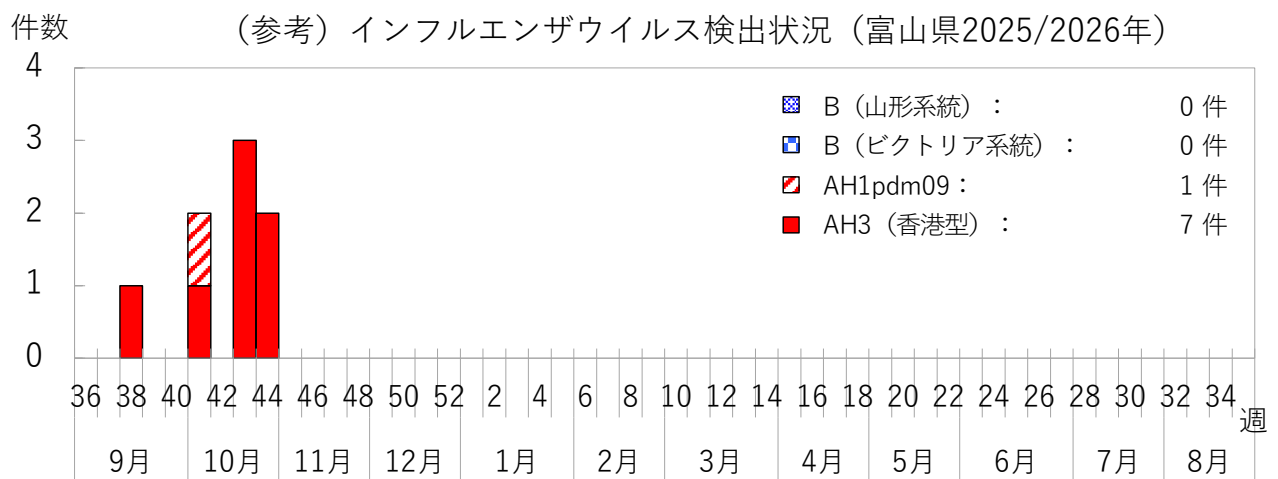 件数
（参考）インフルエンザウイルス検出状況（富山県2025/2026年）
4
3
2
1
0
B（山形系統）： 0 件
B（ビクトリア系統）： 0 件
AH1pdm09： 1 件
AH3（香港型）： 7 件
36 38 40 42 44 46 48 50 52 2 4 6 8 10 12 14 16 18 20 22 24 26 28 30 32 34
週
9月 10月 11月 12月 1月 2月 3月 4月 5月 6月 7月 8月